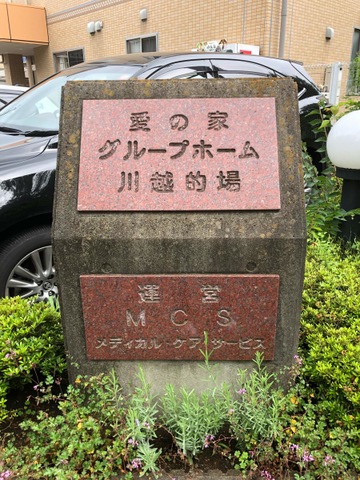 愛の家
グループホーム
川越的場
運営
MCS
メディカル・ケア・サービス